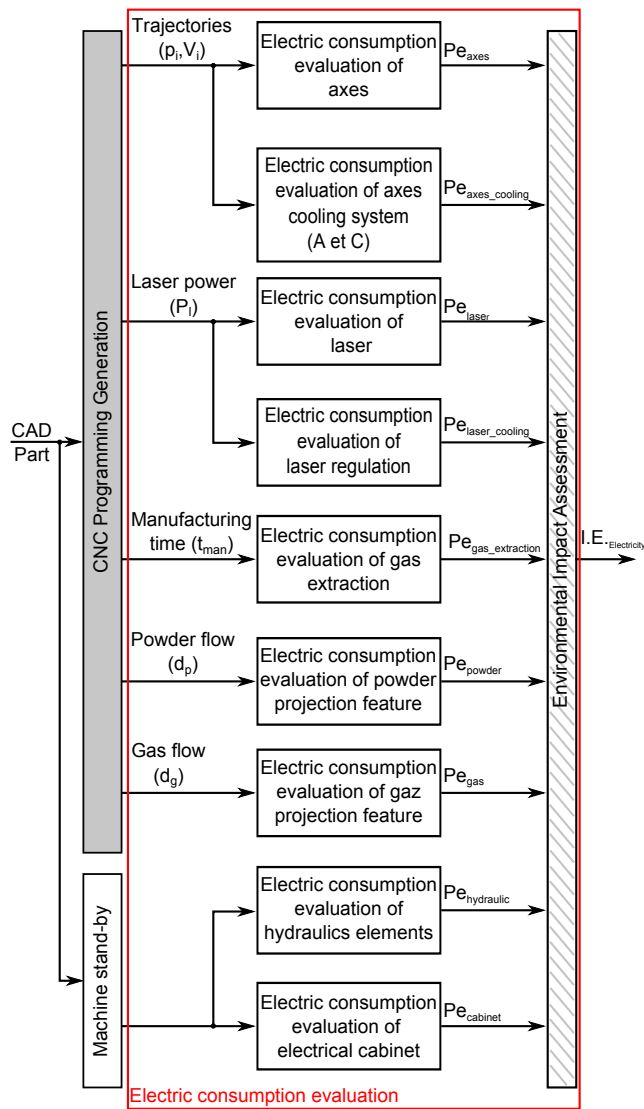 Trajectories
(pi,Vi)
Electric consumption
evaluation of
axes
Peaxes
Electric consumption
evaluation of axes
cooling system
(A et C)
Peaxes_cooling
Laser power
(Pl)
Electric consumption
evaluation of
laser
Pelaser
CAD
Part
CNC Programming Generation
Electric consumption
evaluation of
laser regulation
Pelaser_cooling
Manufacturing
time (tman)
Electric consumption
evaluation of gas
extraction
Pegas_extraction
Environmental Impact Assessment
I.E.Electricity
Powder flow
(dp)
Electric consumption
evaluation of powder
projection feature
Pepowder
Gas flow
(dg)
Electric consumption
evaluation of gaz
projection feature
Pegas
Machine stand-by
Electric consumption
evaluation of
hydraulics elements
Pehydraulic
Electric consumption
evaluation of
electrical cabinet
Pecabinet
Electric consumption evaluation